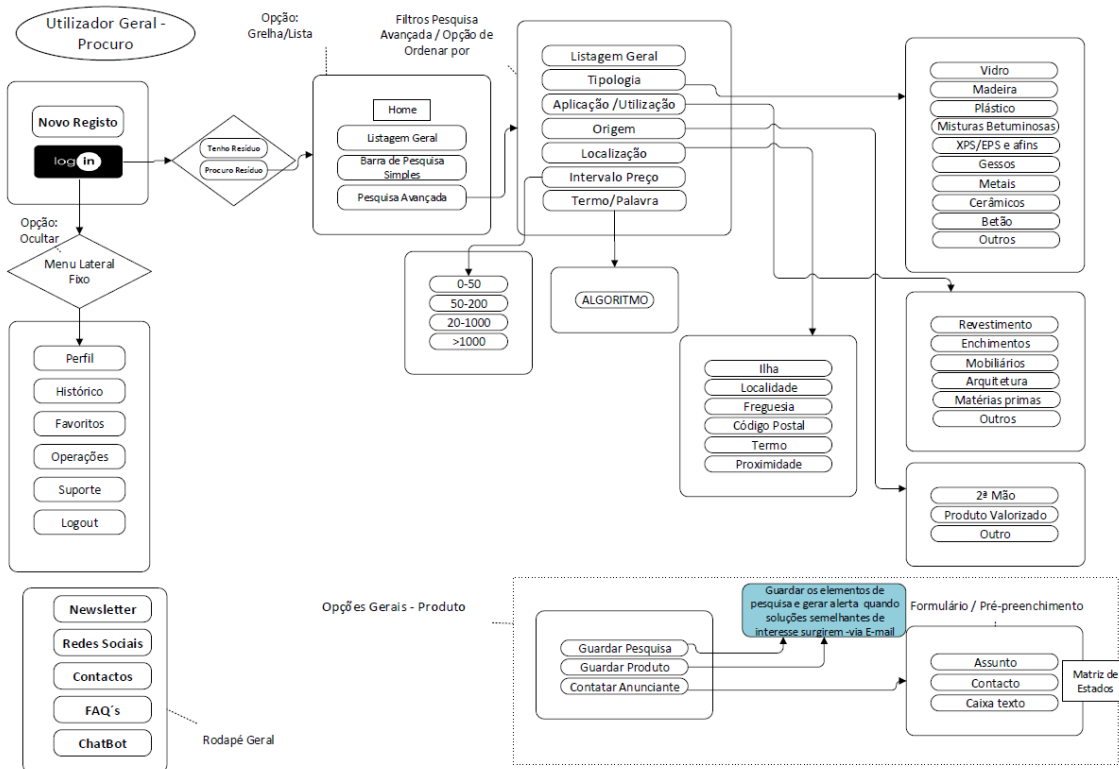 Utilizador Geral -
Procuro
Novo Registo
log in
Opção:
Ocultar
Menu Lateral
Fixo
Perfil
Histórico
Favoritos
Operações
Suporte
Logout
Newsletter
Redes Sociais
Contactos
FAQ´s
ChatBot
Rodapé Geral
Tenho Resíduo
Procuro Resíduo
Opção:
Grelha/Lista
Home
Listagem Geral
Barra de Pesquisa
Simples
Pesquisa Avançada
Filtros Pesquisa
Avançada / Opção de
Ordenar por
Listagem Geral
Tipologia
Aplicação /Utilização
Origem
Localização
Intervalo Preço
Termo/Palavra
0-50
50-200
20-1000
>1000
ALGORITMO
Ilha
Localidade
Freguesia
Código Postal
Termo
Proximidade
Vidro
Madeira
Plástico
Misturas Betuminosas
XPS/EPS e afins
Gessos
Metais
Cerâmicos
Betão
Outros
Revestimento
Enchimentos
Mobiliários
Arquitetura
Matérias primas
Outros
2ª Mão
Produto Valorizado
Outro
Opções Gerais - Produto
Guardar Pesquisa
Guardar Produto
Contatar Anunciante
Guardar os elementos de
pesquisa e gerar alerta quando
soluções semelhantes de
interesse surgirem -via E-mail
Formulário / Pré-preenchimento
Assunto
Contacto
Caixa texto
Matriz de
Estados